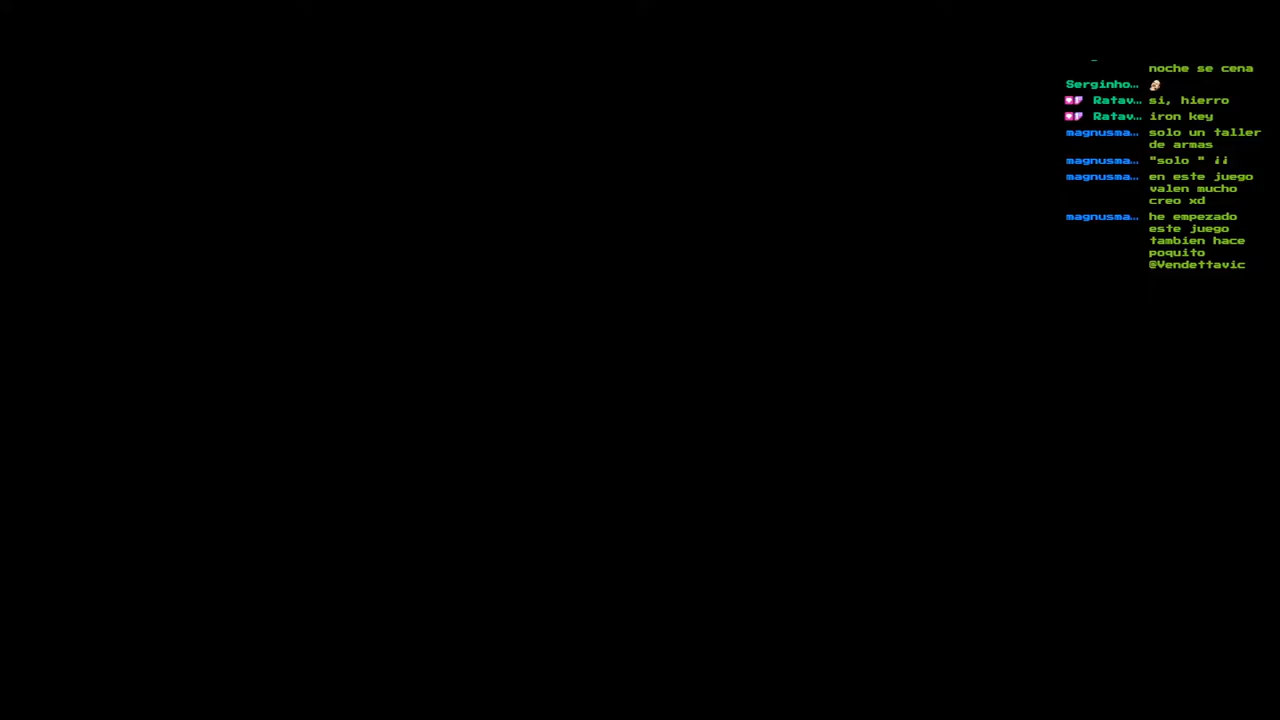 noche se cena
Serginho…
Ratav… si, hierro
Ratav… iron key
magnusma… solo un taller
de armas
magnusma… "solo " ¡¡
magnusma… en este juego
valen mucho
creo xd
magnusma… he empezado
este juego
tambien hace
poquito
@Vendettavic